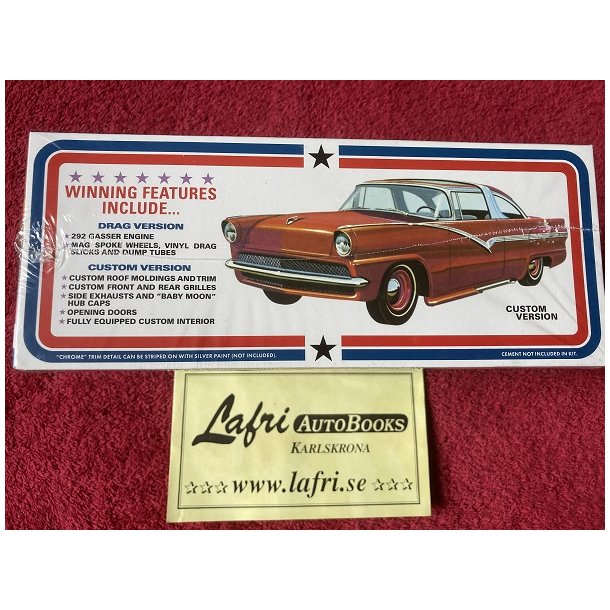 WINNING FEATURES
INCLUDE...
DRAG VERSION
292 GASSER ENGINE
MAG SPOKE WHEELS, VINYL DRAG
SLICKS AND DUMP TUBES
CUSTOM VERSION
CUSTOM ROOF MOLDINGS AND TRIM
CUSTOM FRONT AND REAR GRILLES
SIDE EXHAUSTS AND "BABY MOON"
HUB CAPS
OPENING DOORS
FULLY EQUIPPED CUSTOM INTERIOR
CUSTOM
VERSION
"CHROME" TRIM DETAIL CAN BE STRIPED ON WITH SILVER PAINT (NOT INCLUDED).
CEMENT NOT INCLUDED IN KIT.
Lafri AUTOBOOKS
KARLSKRONA
www.lafri.se